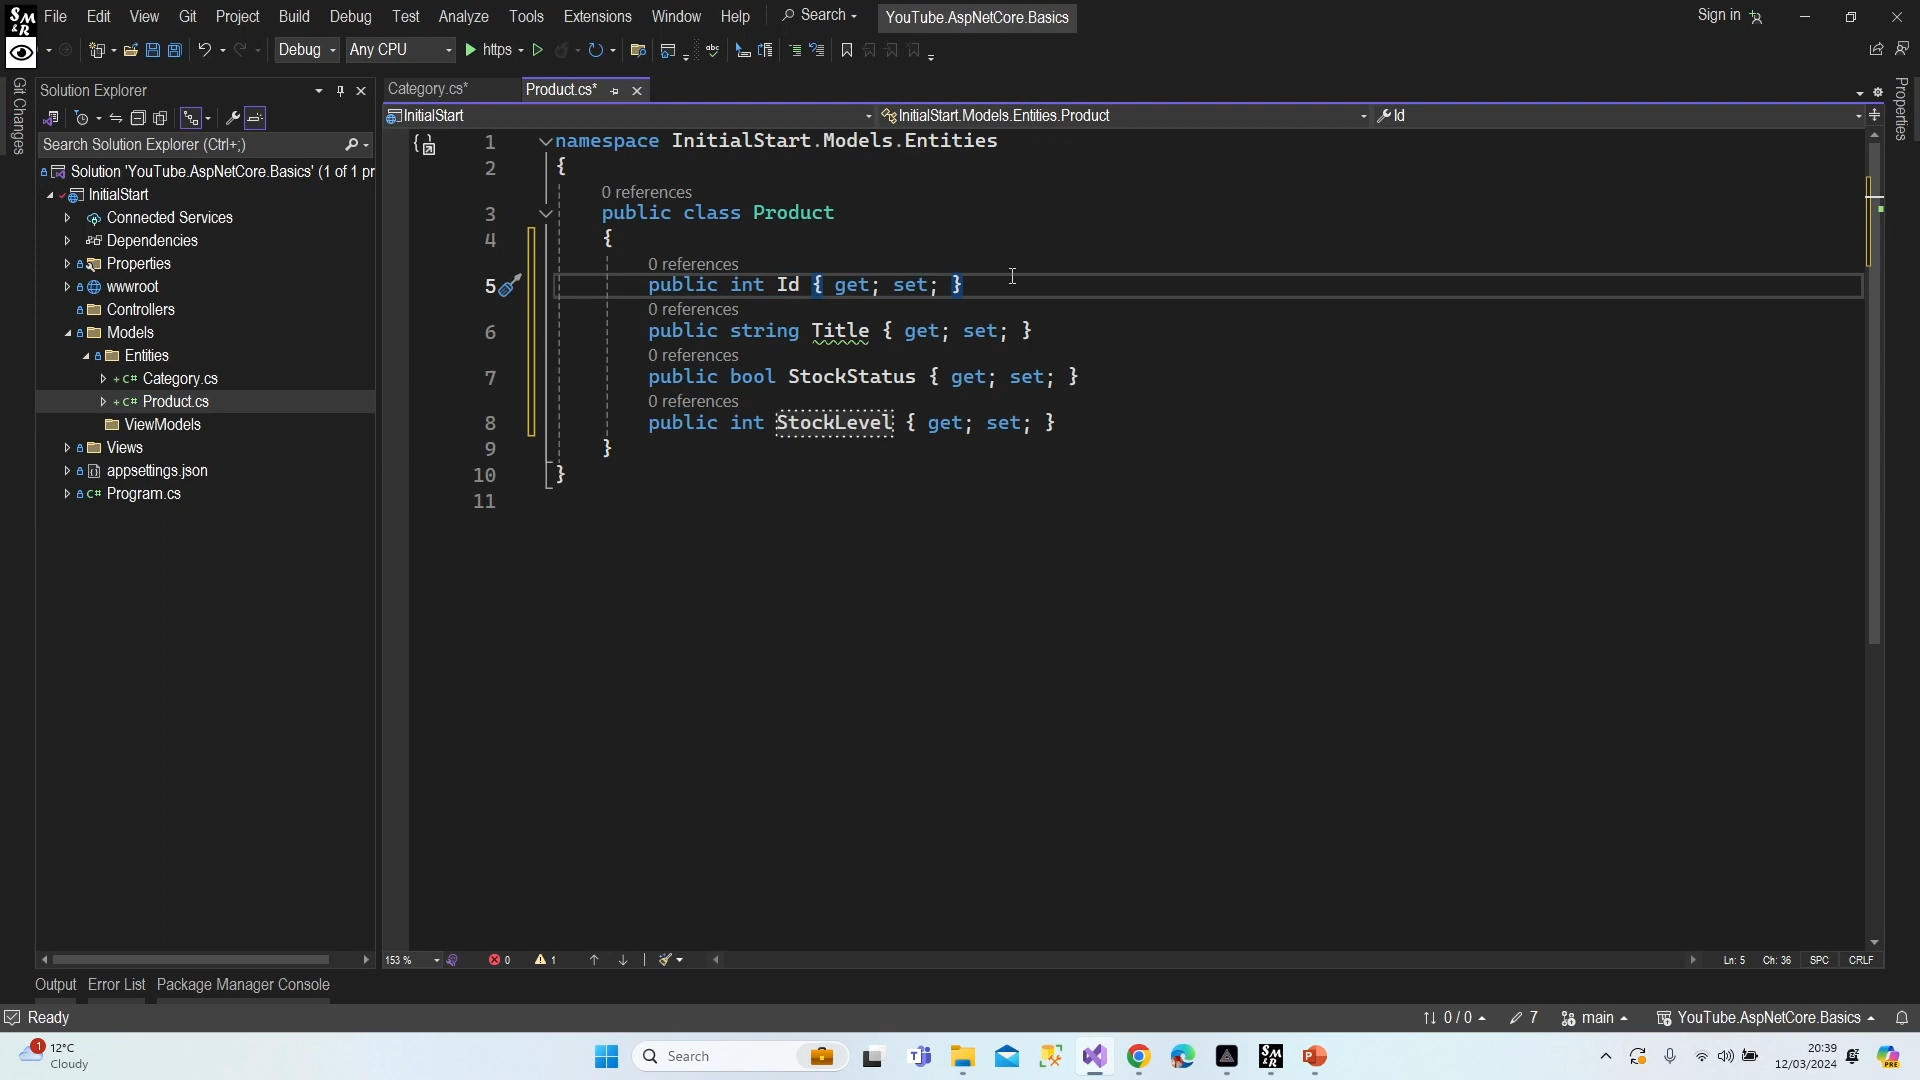 File Edit View Git Project Build Debug Test Analyze Tools Extensions Window Help Search YouTube.AspNetCore.Basics Sign in
Debug Any CPU https
Git Changes
Solution Explorer
Search Solution Explorer (Ctrl+;)
Solution 'YouTube.AspNetCore.Basics' (1 of 1 pr
InitialStart
Connected Services
Dependencies
Properties
wwwroot
Controllers
Models
Entities
Category.cs
Product.cs
ViewModels
Views
appsettings.json
Program.cs
Category.cs* Product.cs*
InitialStart InitialStart.Models.Entities.Product Id
Properties
1 namespace InitialStart.Models.Entities
2 {
0 references
3 public class Product
4 {
0 references
5 public int Id { get; set; }
0 references
6 public string Title { get; set; }
0 references
7 public bool StockStatus { get; set; }
0 references
8 public int StockLevel { get; set; }
9 }
10 }
11
153 % 0 1 Ln: 5 Ch: 36 SPC CRLF
Output Error List Package Manager Console
Ready 0 / 0 7 main YouTube.AspNetCore.Basics
1 12°C
Cloudy
Search
20:39
12/03/2024
PRE